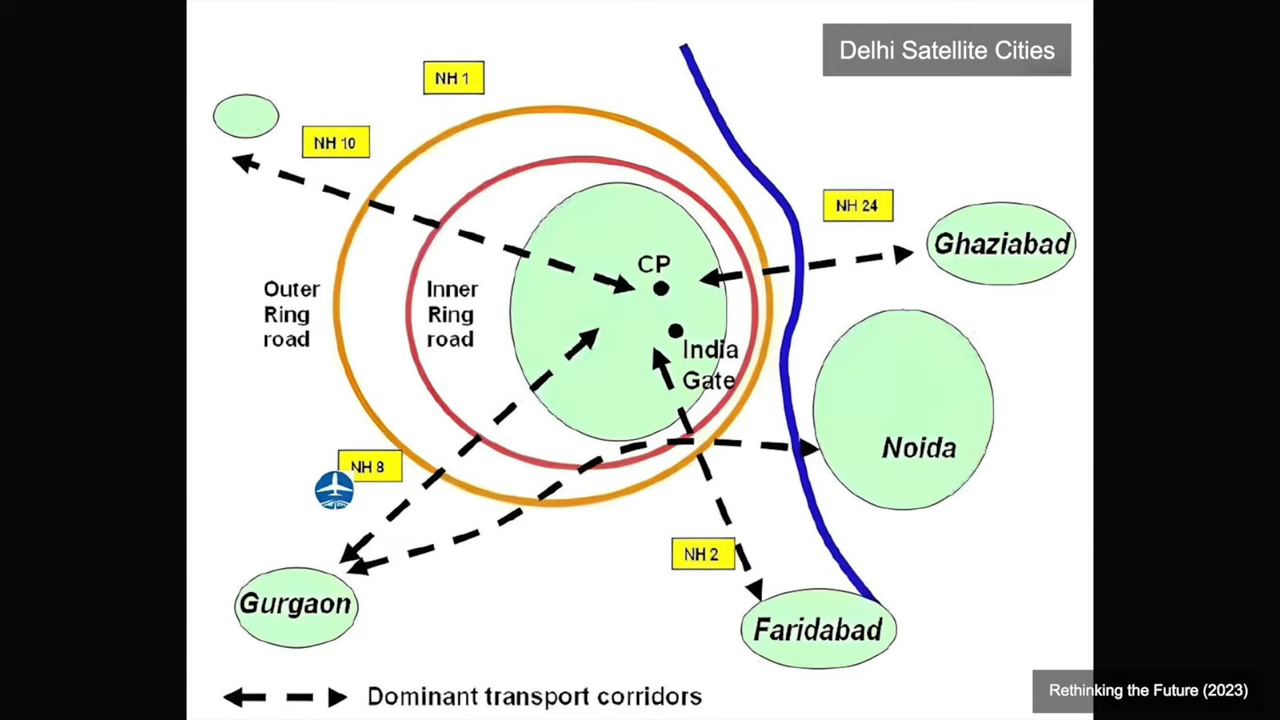 Delhi Satellite Cities
NH 1
NH 10
NH 24
Ghaziabad
CP
Outer
Ring
road
Inner
Ring
road
India
Gate
Noida
NH 8
NH 2
Gurgaon
Faridabad
Dominant transport corridors
Rethinking the Future (2023)